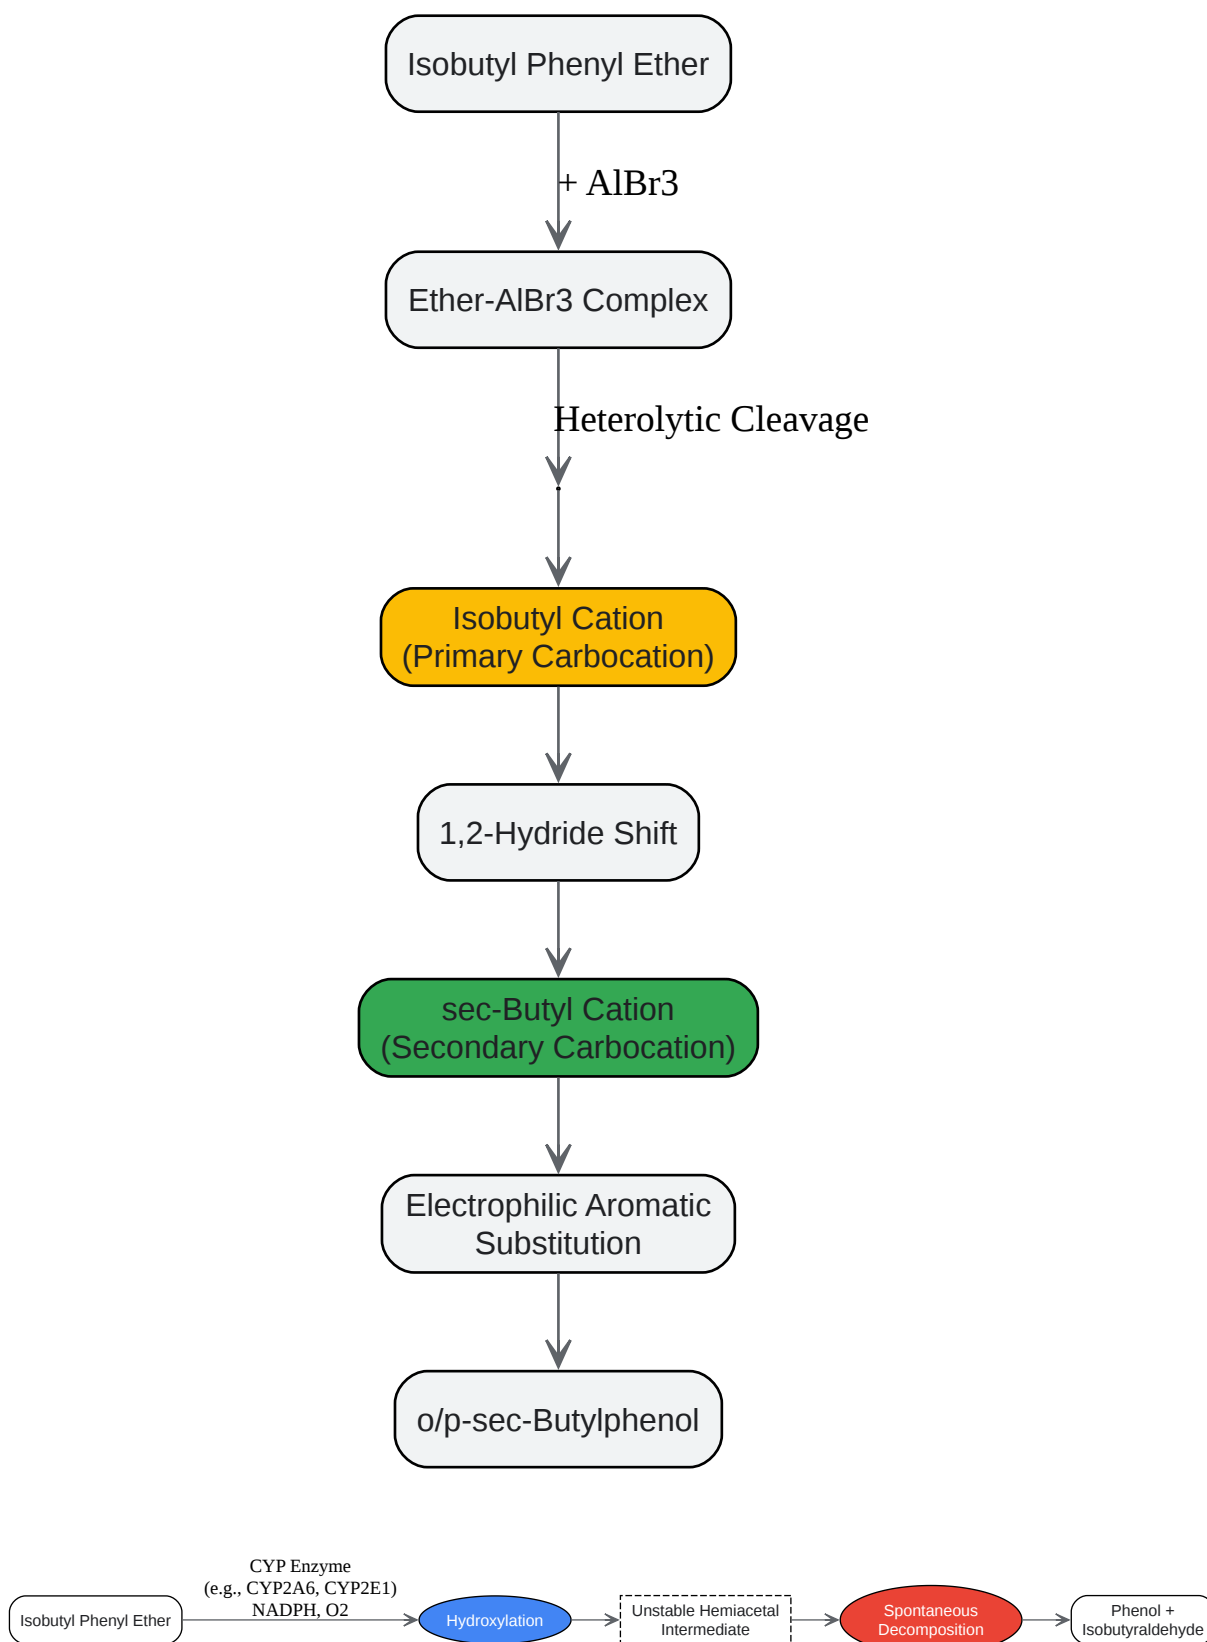 Isobutyl Phenyl Ether
+ AlBr3
Ether-AlBr3 Complex
Heterolytic Cleavage
Isobutyl Cation
(Primary Carbocation)
1,2-Hydride Shift
sec-Butyl Cation
(Secondary Carbocation)
Electrophilic Aromatic
Substitution
o/p-sec-Butylphenol
Isobutyl Phenyl Ether
CYP Enzyme
(e.g., CYP2A6, CYP2E1)
NADPH, O2
Hydroxylation
Unstable Hemiacetal
Intermediate
Spontaneous
Decomposition
Phenol +
Isobutyraldehyde